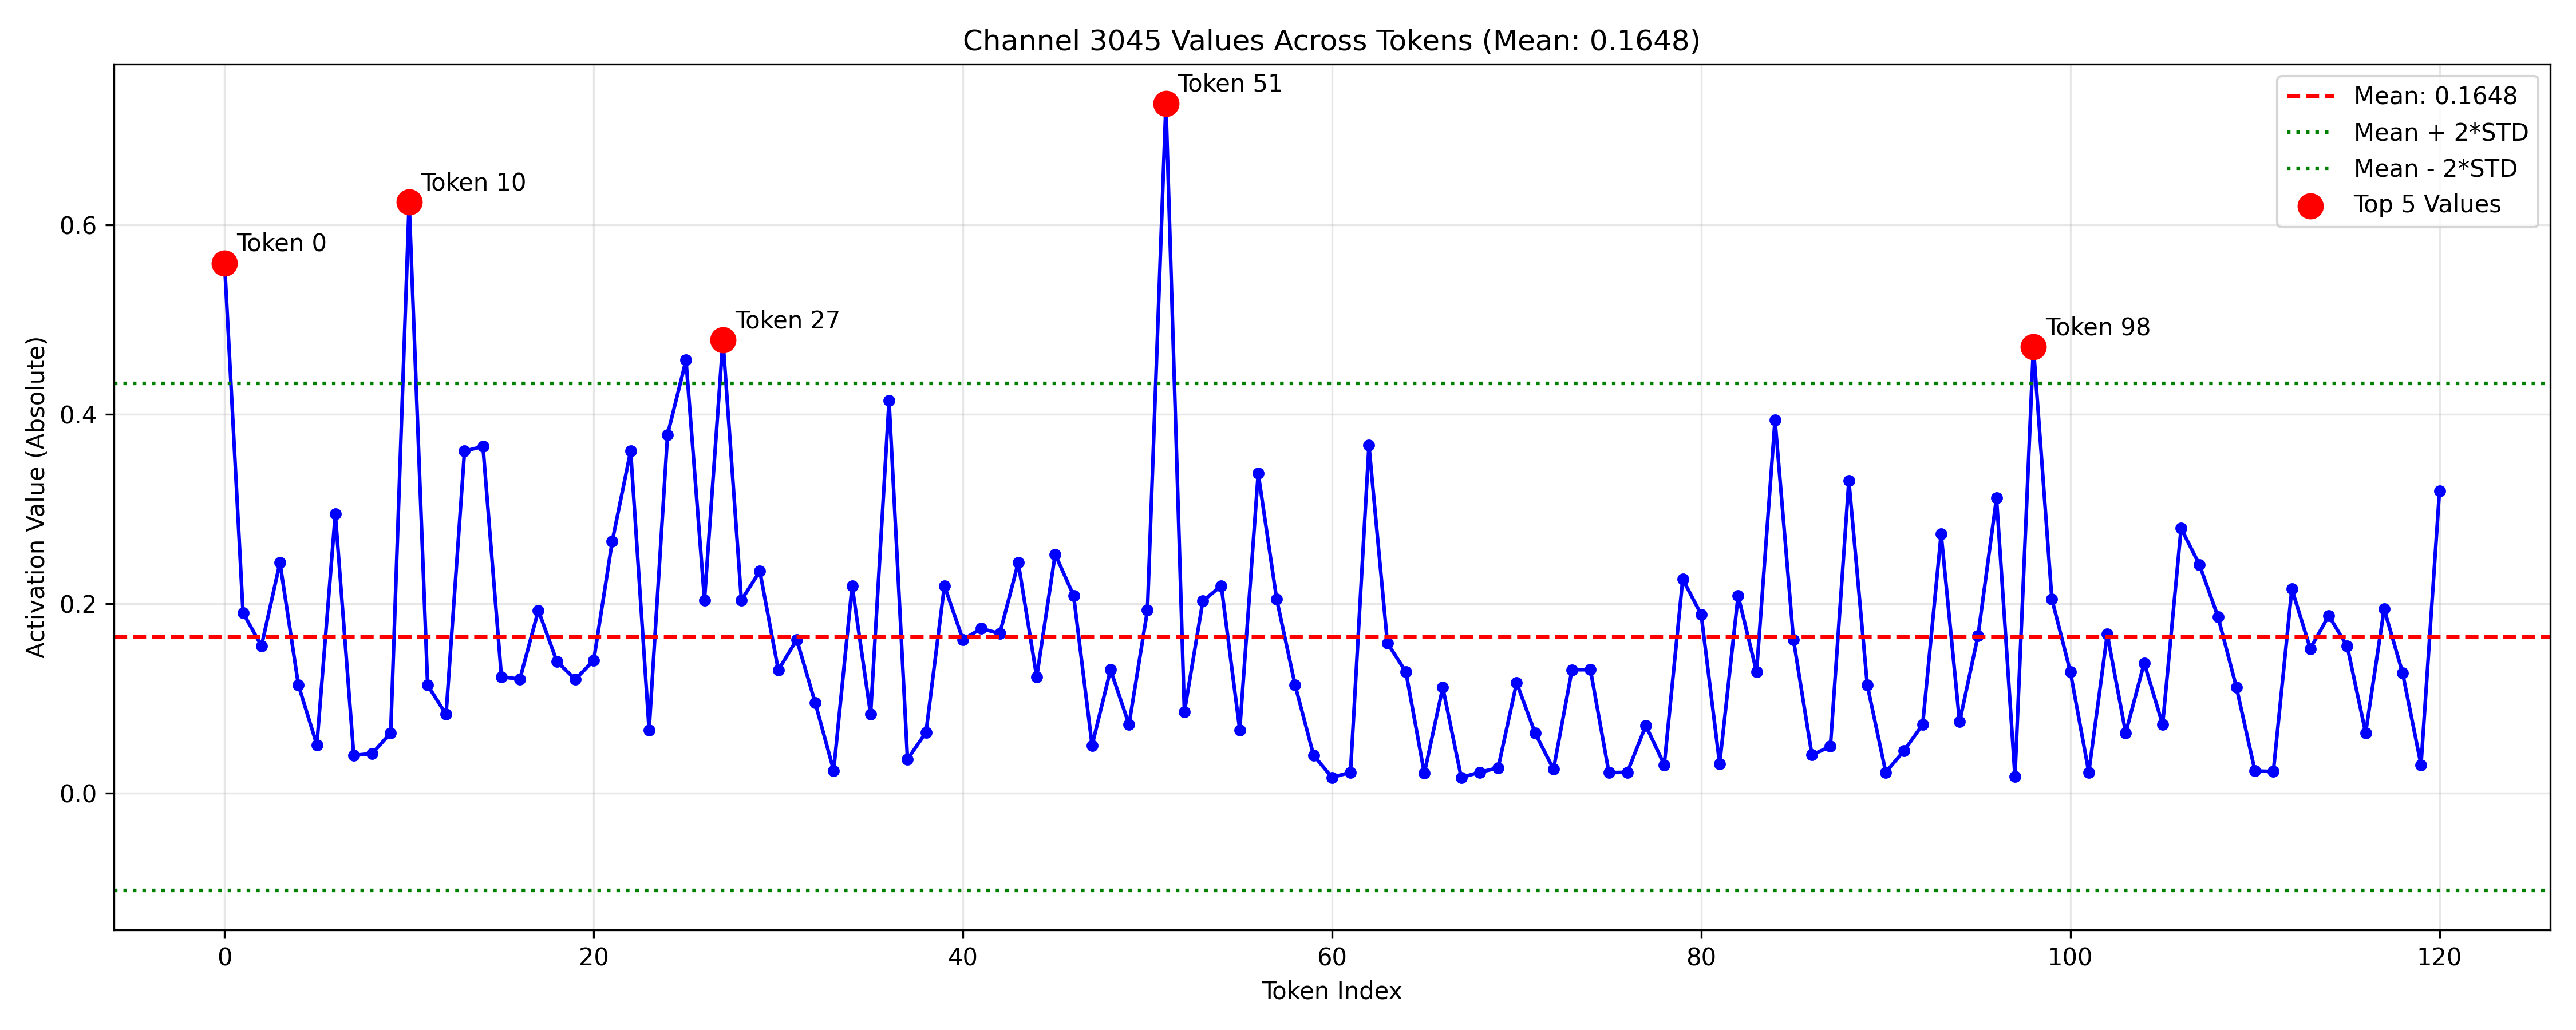 Channel 3045 Values Across Tokens (Mean: 0.1648)
Token 51
Token 10
Token 0
Token 27
Token 98
Mean: 0.1648
Mean + 2*STD
Mean - 2*STD
Top 5 Values
Activation Value (Absolute)
0.6
0.4
0.2
0.0
0
20
40
60
80
100
120
Token Index